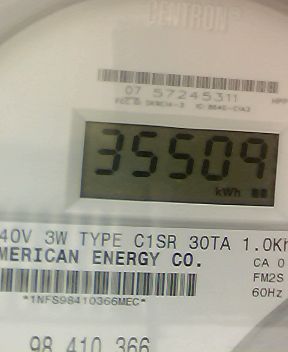 CENTRON®
07 57245311
35509
kWh
40V 3W TYPE C1SR 30TA 1.0Kh
MERICAN ENERGY CO.
CA 0
FM2S
60Hz
*1NFS98410366MEC*
98 410 366